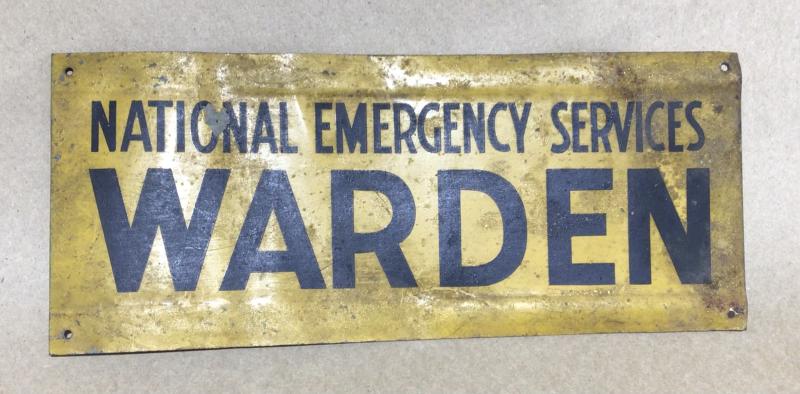 NATIONAL EMERGENCY SERVICES
WARDEN